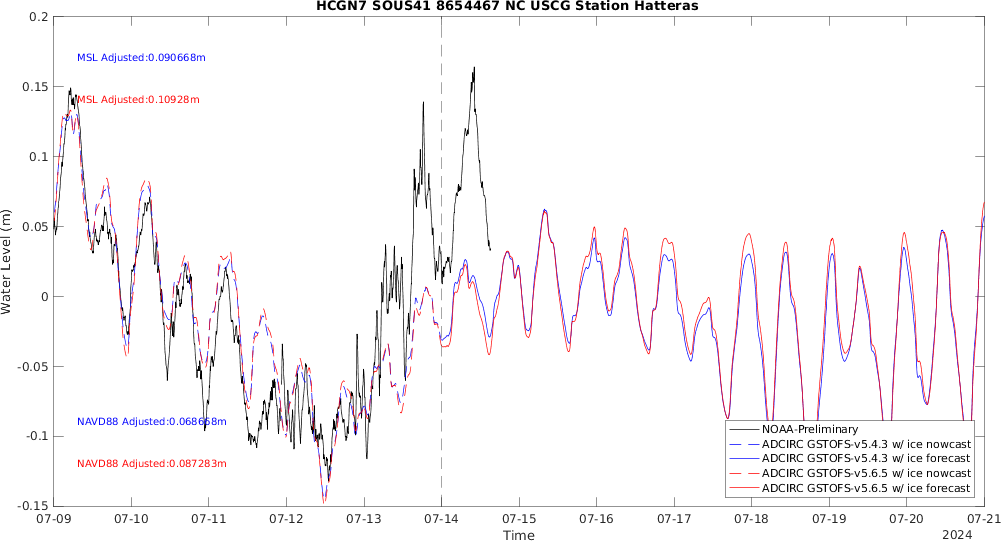 HCGN7 SOUS41 8654467 NC USCG Station Hatteras
0.2
0.15
0.1
0.05
0
-0.05
-0.1
-0.15
Water Level (m)
MSL Adjusted:0.090668m
MSL Adjusted:0.10928m
NAVD88 Adjusted:0.068668m
NAVD88 Adjusted:0.087283m
NOAA-Preliminary
ADCIRC GSTOFS-v5.4.3 w/ ice nowcast
ADCIRC GSTOFS-v5.4.3 w/ ice forecast
ADCIRC GSTOFS-v5.6.5 w/ ice nowcast
ADCIRC GSTOFS-v5.6.5 w/ ice forecast
07-09 07-10 07-11 07-12 07-13 07-14 07-15 07-16 07-17 07-18 07-19 07-20 07-21
Time
2024